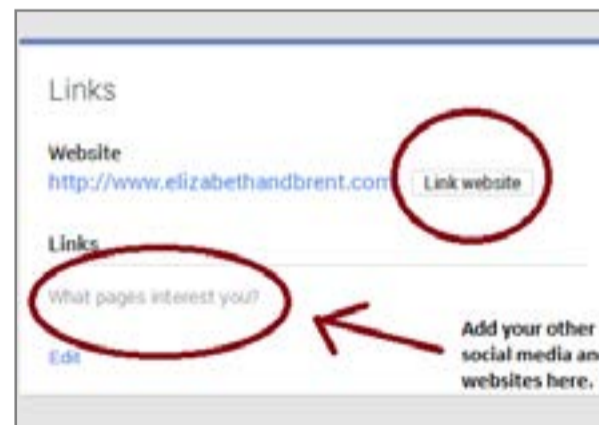 Links
Website
http://www.elizabethandbrent.com Link website
Links
What pages interest you?
Edit
Add your other
social media and
websites here.